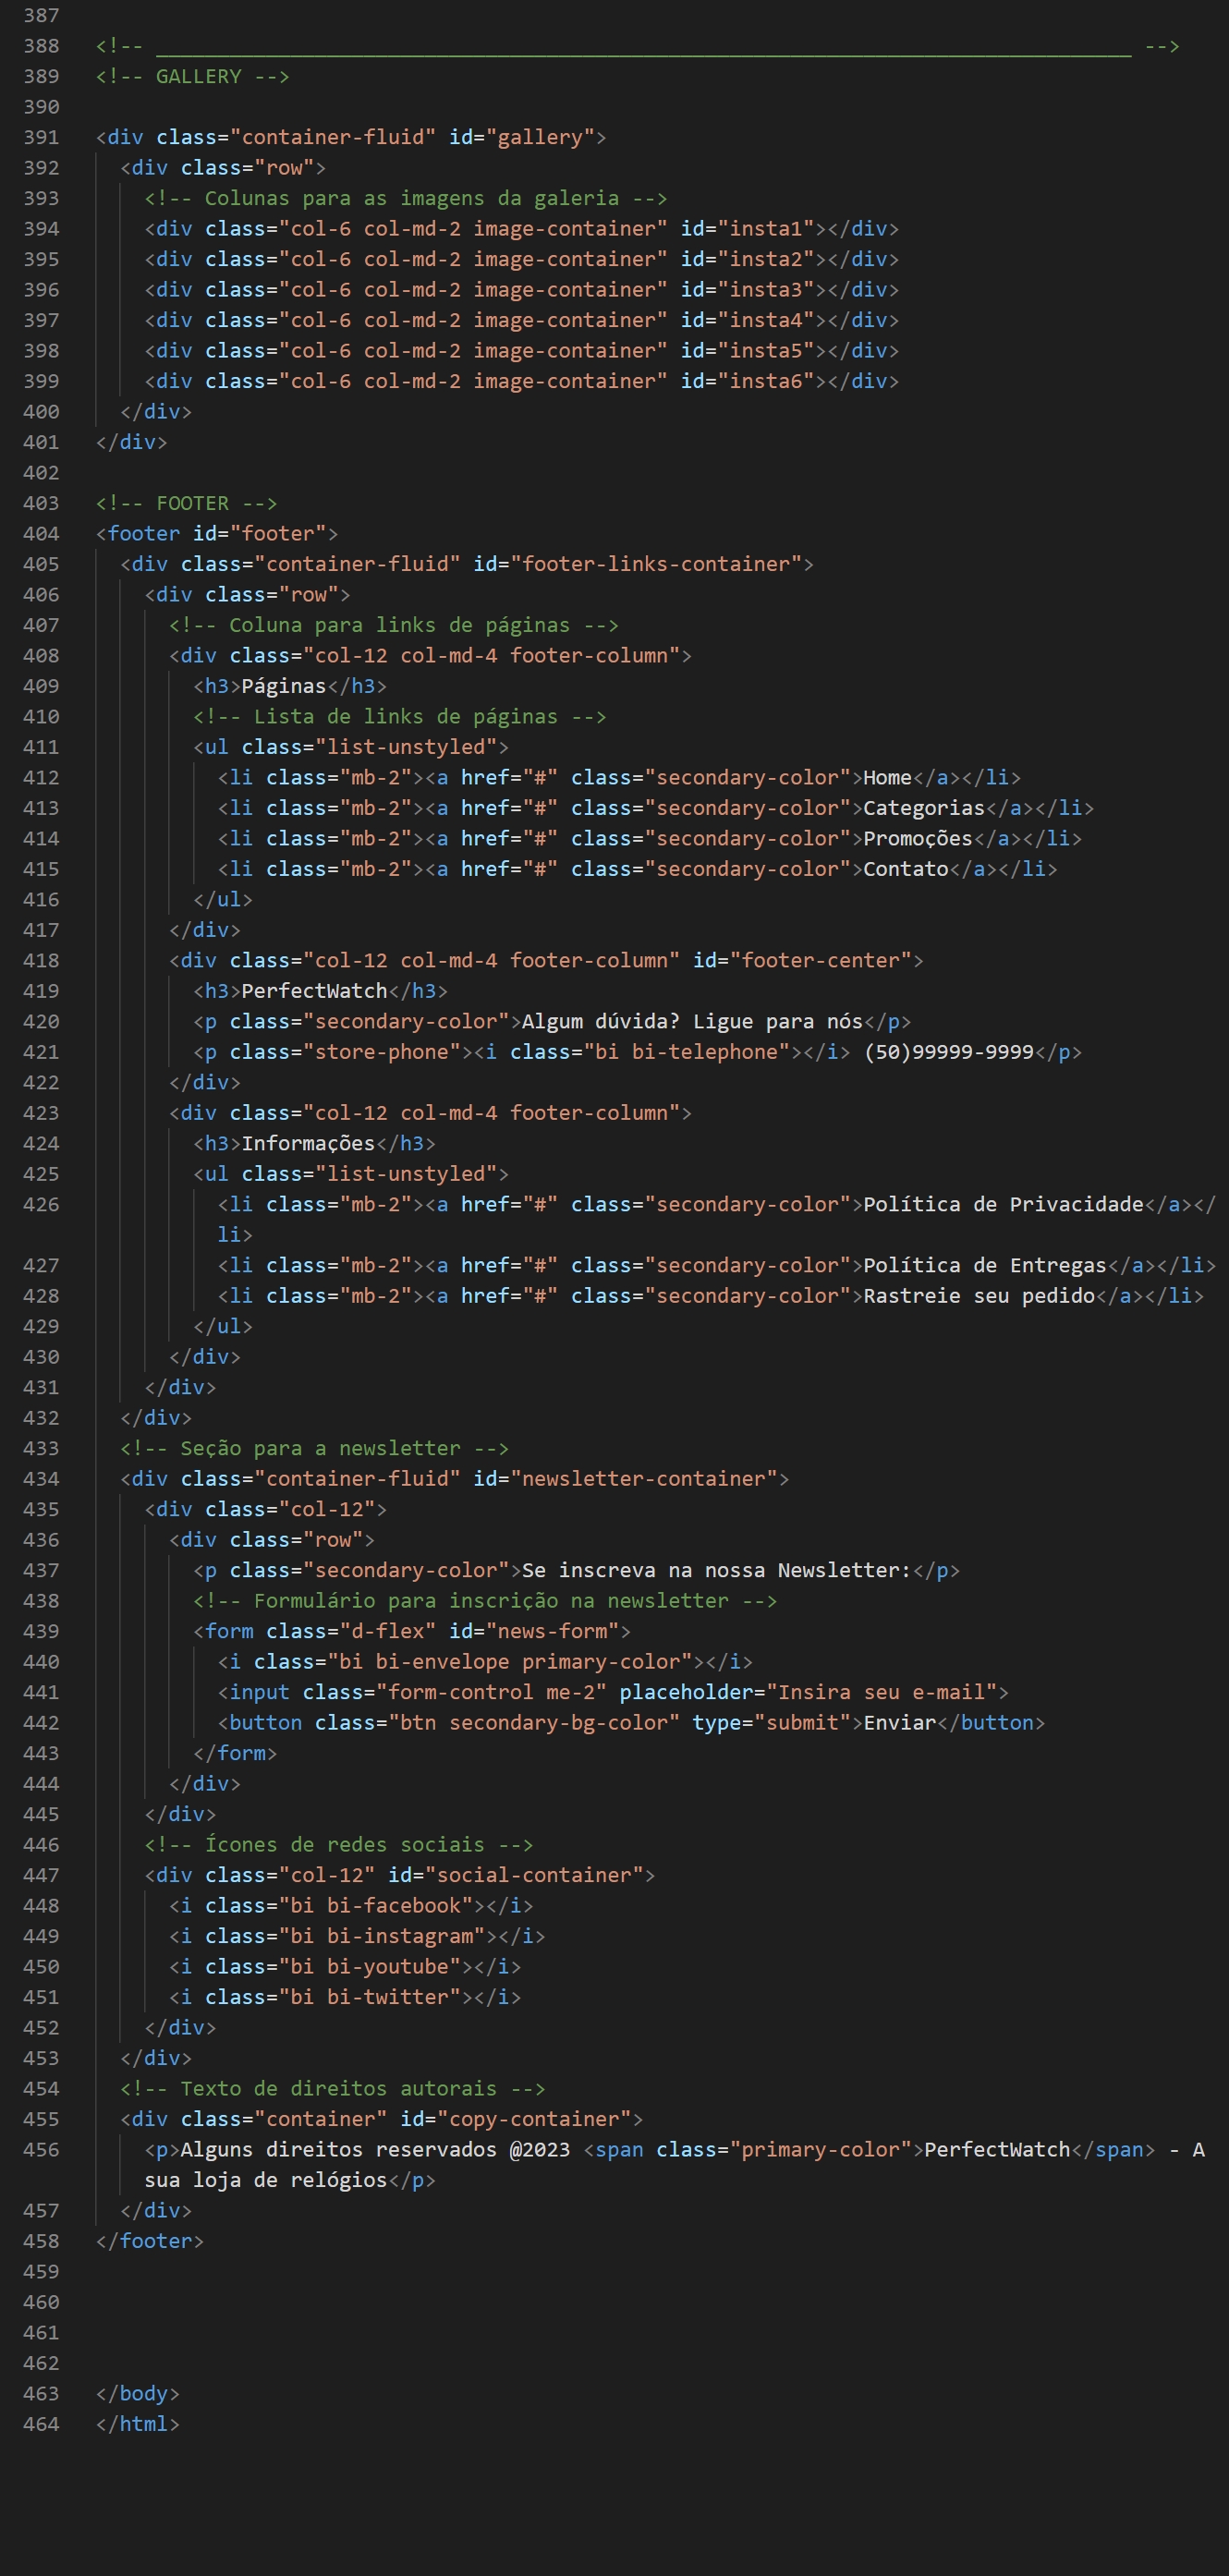 387
388 <!-- ________________________________________________________________________________ -->
389 <!-- GALLERY -->
390
391 <div class="container-fluid" id="gallery">
392 <div class="row">
393 <!-- Colunas para as imagens da galeria -->
394 <div class="col-6 col-md-2 image-container" id="insta1"></div>
395 <div class="col-6 col-md-2 image-container" id="insta2"></div>
396 <div class="col-6 col-md-2 image-container" id="insta3"></div>
397 <div class="col-6 col-md-2 image-container" id="insta4"></div>
398 <div class="col-6 col-md-2 image-container" id="insta5"></div>
399 <div class="col-6 col-md-2 image-container" id="insta6"></div>
400 </div>
401 </div>
402
403 <!-- FOOTER -->
404 <footer id="footer">
405 <div class="container-fluid" id="footer-links-container">
406 <div class="row">
407 <!-- Coluna para links de páginas -->
408 <div class="col-12 col-md-4 footer-column">
409 <h3>Páginas</h3>
410 <!-- Lista de links de páginas -->
411 <ul class="list-unstyled">
412 <li class="mb-2"><a href="#" class="secondary-color">Home</a></li>
413 <li class="mb-2"><a href="#" class="secondary-color">Categorias</a></li>
414 <li class="mb-2"><a href="#" class="secondary-color">Promoções</a></li>
415 <li class="mb-2"><a href="#" class="secondary-color">Contato</a></li>
416 </ul>
417 </div>
418 <div class="col-12 col-md-4 footer-column" id="footer-center">
419 <h3>PerfectWatch</h3>
420 <p class="secondary-color">Algum dúvida? Ligue para nós</p>
421 <p class="store-phone"><i class="bi bi-telephone"></i> (50)99999-9999</p>
422 </div>
423 <div class="col-12 col-md-4 footer-column">
424 <h3>Informações</h3>
425 <ul class="list-unstyled">
426 <li class="mb-2"><a href="#" class="secondary-color">Política de Privacidade</a></
li>
427 <li class="mb-2"><a href="#" class="secondary-color">Política de Entregas</a></li>
428 <li class="mb-2"><a href="#" class="secondary-color">Rastreie seu pedido</a></li>
429 </ul>
430 </div>
431 </div>
432 </div>
433 <!-- Seção para a newsletter -->
434 <div class="container-fluid" id="newsletter-container">
435 <div class="col-12">
436 <div class="row">
437 <p class="secondary-color">Se inscreva na nossa Newsletter:</p>
438 <!-- Formulário para inscrição na newsletter -->
439 <form class="d-flex" id="news-form">
440 <i class="bi bi-envelope primary-color"></i>
441 <input class="form-control me-2" placeholder="Insira seu e-mail">
442 <button class="btn secondary-bg-color" type="submit">Enviar</button>
443 </form>
444 </div>
445 </div>
446 <!-- Ícones de redes sociais -->
447 <div class="col-12" id="social-container">
448 <i class="bi bi-facebook"></i>
449 <i class="bi bi-instagram"></i>
450 <i class="bi bi-youtube"></i>
451 <i class="bi bi-twitter"></i>
452 </div>
453 </div>
454 <!-- Texto de direitos autorais -->
455 <div class="container" id="copy-container">
456 <p>Alguns direitos reservados @2023 <span class="primary-color">PerfectWatch</span> - A
sua loja de relógios</p>
457 </div>
458 </footer>
459
460
461
462
463 </body>
464 </html>